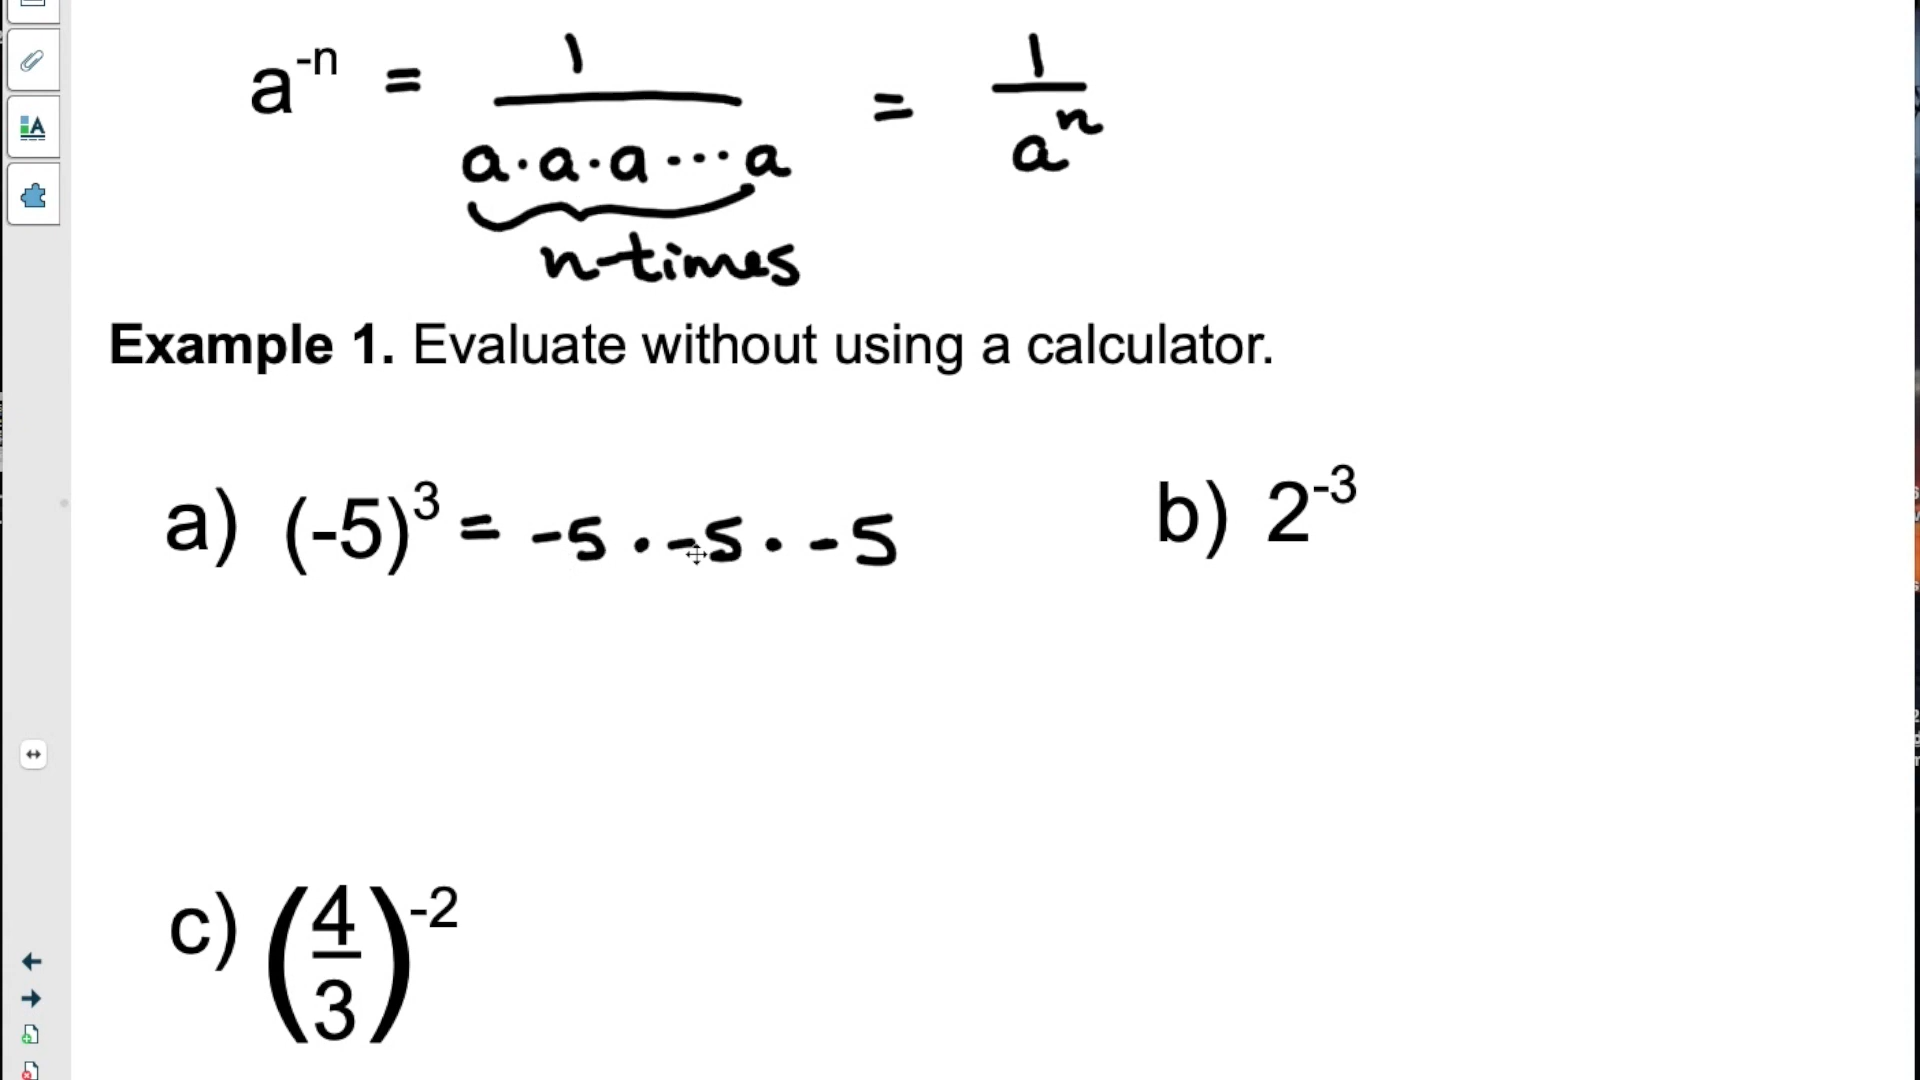 a⁻ⁿ = 1/(a·a·a···a) = 1/aⁿ
n-times
Example 1. Evaluate without using a calculator.
a) (-5)³ = -5 · -5 · -5
b) 2⁻³
c) (4/3)⁻²